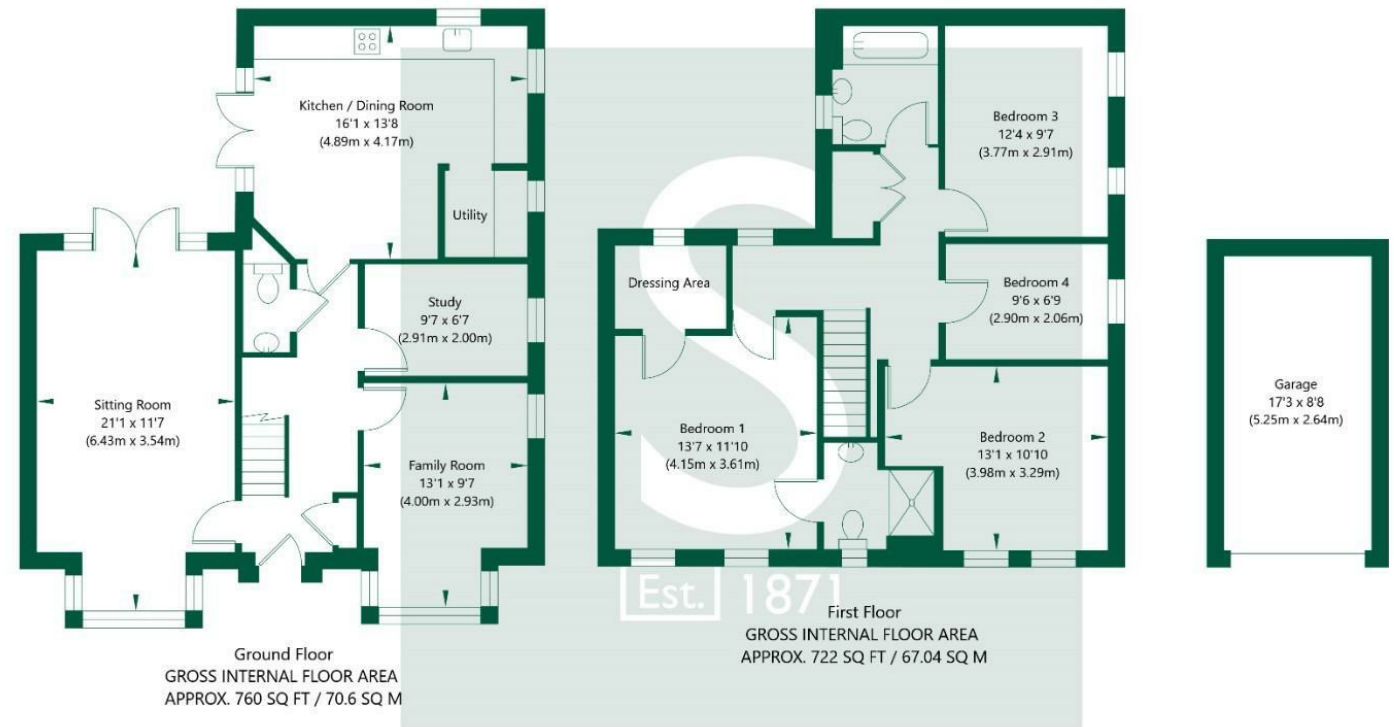 Kitchen / Dining Room
16'1 x 13'8
(4.89m x 4.17m)
Utility
Study
9'7 x 6'7
(2.91m x 2.00m)
Sitting Room
21'1 x 11'7
(6.43m x 3.54m)
Family Room
13'1 x 9'7
(4.00m x 2.93m)
Ground Floor
GROSS INTERNAL FLOOR AREA
APPROX. 760 SQ FT / 70.6 SQ M
Bedroom 3
12'4 x 9'7
(3.77m x 2.91m)
Dressing Area
Bedroom 4
9'6 x 6'9
(2.90m x 2.06m)
Bedroom 1
13'7 x 11'10
(4.15m x 3.61m)
Bedroom 2
13'1 x 10'10
(3.98m x 3.29m)
First Floor
GROSS INTERNAL FLOOR AREA
APPROX. 722 SQ FT / 67.04 SQ M
Garage
17'3 x 8'8
(5.25m x 2.64m)
S
Est. 1871